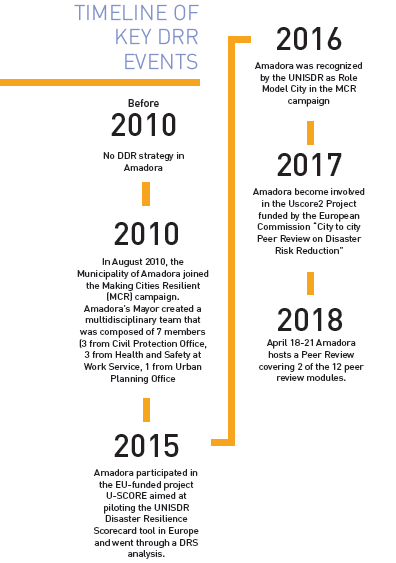 TIMELINE OF
KEY DRR
EVENTS
Before
2010
No DDR strategy in
Amadora
2010
In August 2010, the
Municipality of Amadora joined
the Making Cities Resilient
(MCR) campaign.
Amadora's Mayor created a
multidisciplinary team that
was composed of 7 members
(3 from Civil Protection Office,
3 from Health and Safety at
Work Service, 1 from Urban
Planning Office
2015
Amadora participated in
the EU-funded project
U-SCORE aimed at
piloting the UNISDR
Disaster Resilience
Scorecard tool in Europe
and went through a DRS
analysis.
2016
Amadora was recognized
by the UNISDR as Role
Model City in the MCR
campaign
2017
Amadora become involved
in the Uscore2 Project
funded by the European
Commission "City to city
Peer Review on Disaster
Risk Reduction"
2018
April 18-21 Amadora
hosts a Peer Review
covering 2 of the 12 peer
review modules.